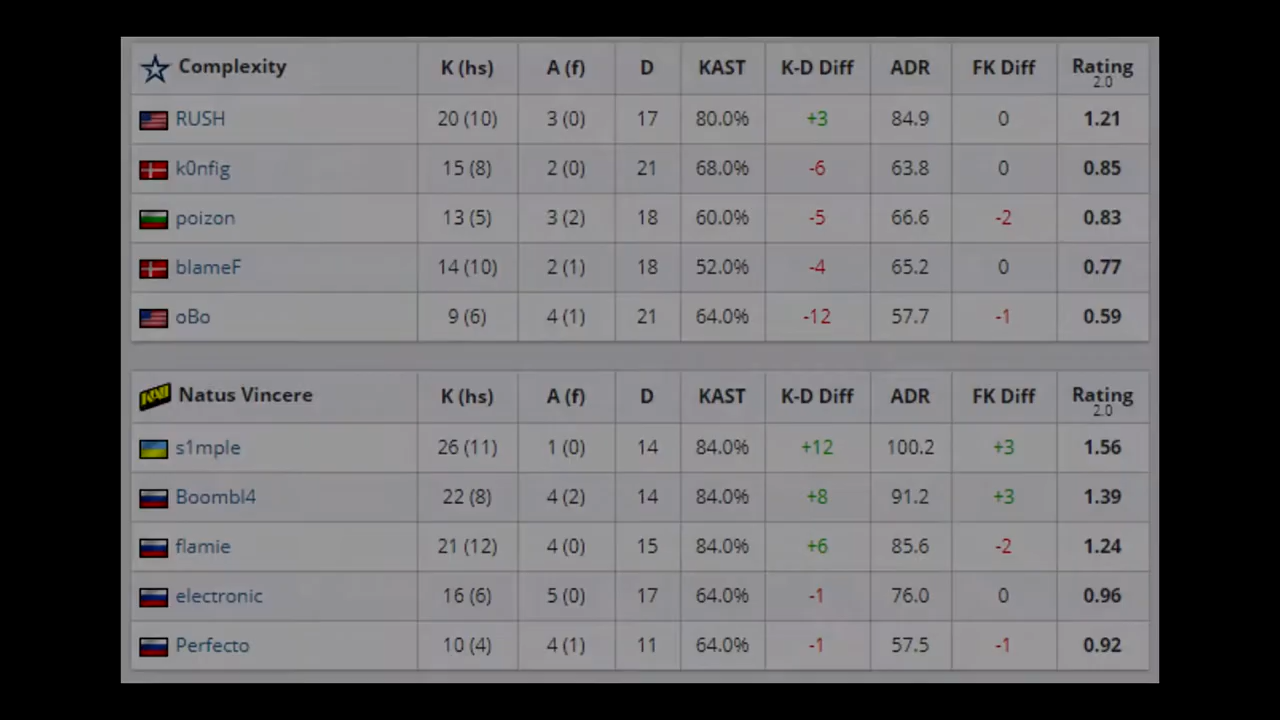 Complexity K (hs) A (f) D KAST K-D Diff ADR FK Diff Rating 2.0
RUSH 20 (10) 3 (0) 17 80.0% +3 84.9 0 1.21
k0nfig 15 (8) 2 (0) 21 68.0% -6 63.8 0 0.85
poizon 13 (5) 3 (2) 18 60.0% -5 66.6 -2 0.83
blameF 14 (10) 2 (1) 18 52.0% -4 65.2 0 0.77
oBo 9 (6) 4 (1) 21 64.0% -12 57.7 -1 0.59
Natus Vincere K (hs) A (f) D KAST K-D Diff ADR FK Diff Rating 2.0
s1mple 26 (11) 1 (0) 14 84.0% +12 100.2 +3 1.56
Boombl4 22 (8) 4 (2) 14 84.0% +8 91.2 +3 1.39
flamie 21 (12) 4 (0) 15 84.0% +6 85.6 -2 1.24
electronic 16 (6) 5 (0) 17 64.0% -1 76.0 0 0.96
Perfecto 10 (4) 4 (1) 11 64.0% -1 57.5 -1 0.92